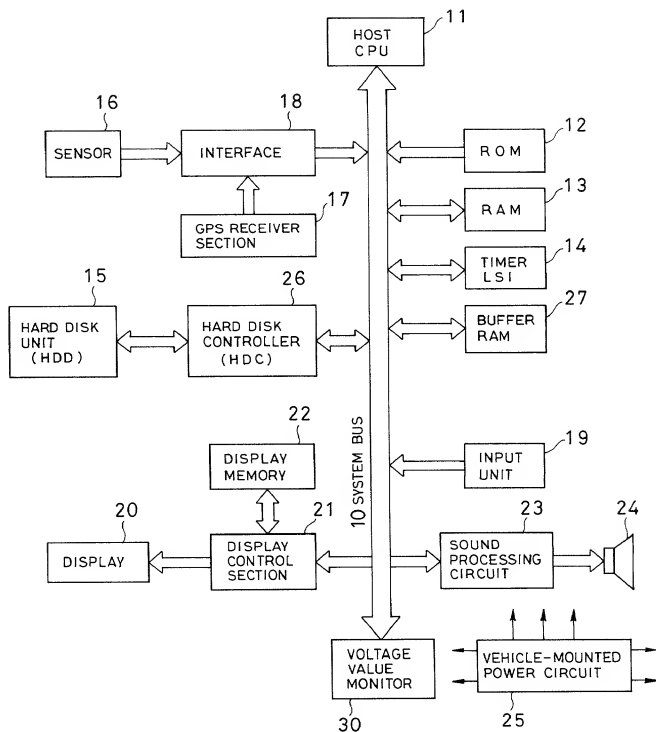 11
HOST
CPU
16
SENSOR
18
INTERFACE
12
ROM
17
GPS RECEIVER
SECTION
13
RAM
14
TIMER
LSI
15
HARD DISK
UNIT
(HDD)
26
HARD DISK
CONTROLLER
(HDC)
27
BUFFER
RAM
22
DISPLAY
MEMORY
10 SYSTEM BUS
19
INPUT
UNIT
20
DISPLAY
21
DISPLAY
CONTROL
SECTION
23
SOUND
PROCESSING
CIRCUIT
24
VOLTAGE
VALUE
MONITOR
30
VEHICLE-MOUNTED
POWER CIRCUIT
25